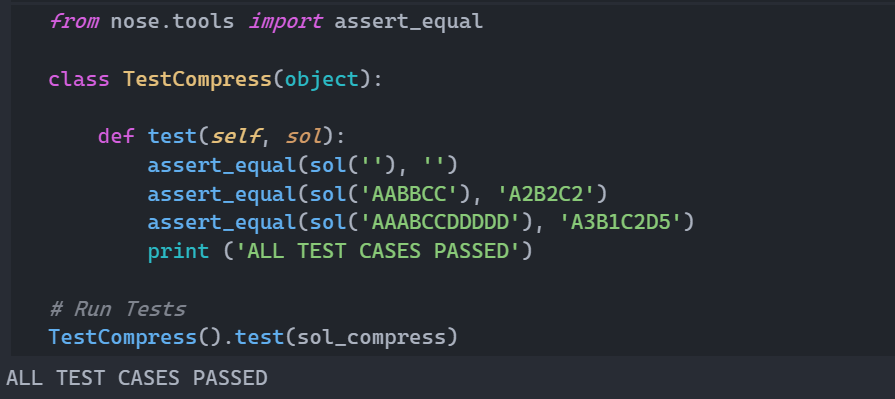 from nose.tools import assert_equal
class TestCompress(object):
def test(self, sol):
assert_equal(sol(''), '')
assert_equal(sol('AABBCC'), 'A2B2C2')
assert_equal(sol('AAABCCDDDDD'), 'A3B1C2D5')
print ('ALL TEST CASES PASSED')
# Run Tests
TestCompress().test(sol_compress)
ALL TEST CASES PASSED